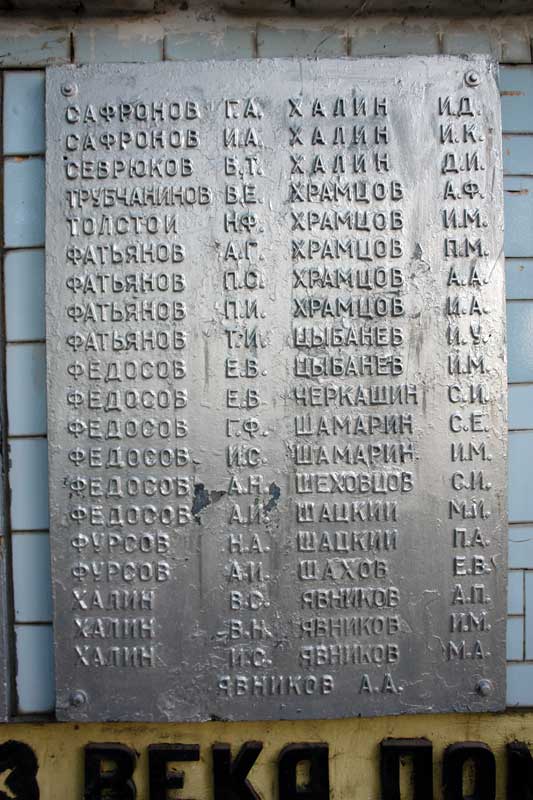 САФРОНОВ Г.А. ХАЛИН И.Д.
САФРОНОВ И.А. ХАЛИН И.К.
СЕВРЮКОВ В.Т. ХАЛИН Д.И.
ТРУБЧАНИНОВ В.Е. ХРАМЦОВ А.Ф.
ТОЛСТОЙ Н.Ф. ХРАМЦОВ И.М.
ФАТЬЯНОВ А.Г. ХРАМЦОВ П.М.
ФАТЬЯНОВ П.С. ХРАМЦОВ А.А.
ФАТЬЯНОВ П.И. ХРАМЦОВ И.А.
ФАТЬЯНОВ Т.И. ЦЫБАНЕВ И.У.
ФЕДОСОВ Е.В. ЦЫБАНЕВ И.М.
ФЕДОСОВ Е.В. ЧЕРКАШИН С.И.
ФЕДОСОВ Г.Ф. ШАМАРИН С.Е.
ФЕДОСОВ И.С. ШАМАРИН И.М.
ФЕДОСОВ А.Н. ШЕХОВЦОВ С.И.
ФЕДОСОВ А.И. ШАЦКИЙ М.И.
ФУРСОВ Н.А. ШАЦКИЙ П.А.
ФУРСОВ А.И. ШАХОВ Е.В.
ХАЛИН В.С. ЯВНИКОВ А.П.
ХАЛИН В.Н. ЯВНИКОВ И.М.
ХАЛИН И.С. ЯВНИКОВ М.А.
ЯВНИКОВ А.А.
ВЕКА ПОМ